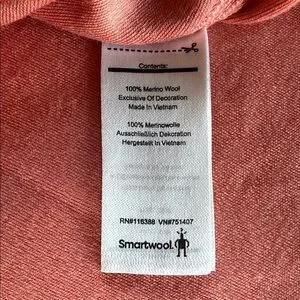 Contents:
100% Merino Wool
Exclusive Of Decoration
Made In Vietnam
100% Merinowolle
Ausschließlich Dekoration
Hergestellt In Vietnam
RN#116388 VN#751407
Smartwool